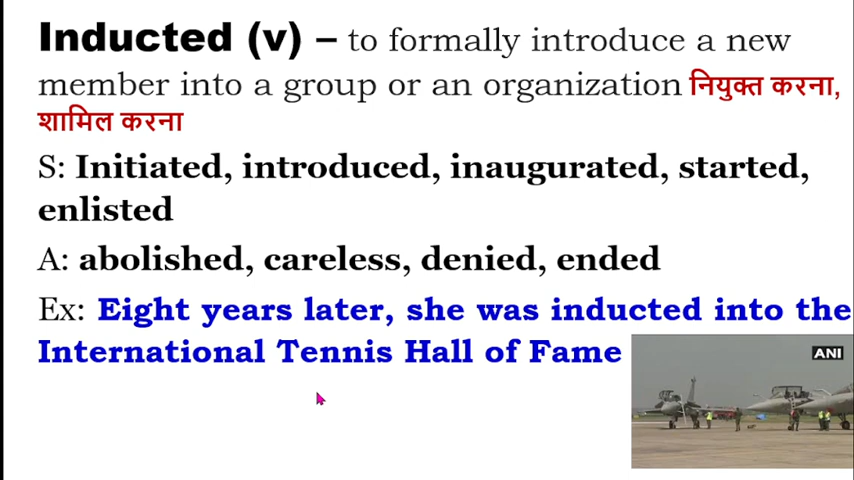 Inducted (v) – to formally introduce a new
member into a group or an organization नियुक्त करना,
शामिल करना
S: Initiated, introduced, inaugurated, started,
enlisted
A: abolished, careless, denied, ended
Ex: Eight years later, she was inducted into the
International Tennis Hall of Fame
ANI